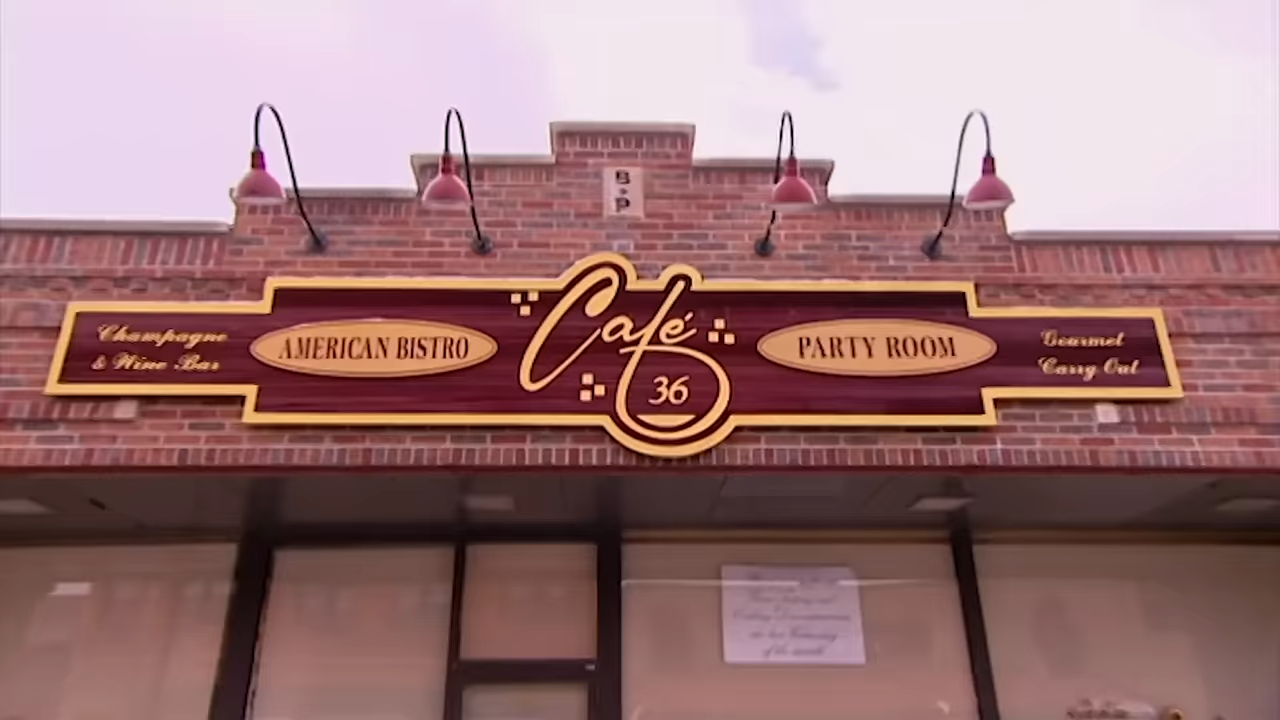 B
P
Champagne
& Wine Bar
AMERICAN BISTRO
Café
36
PARTY ROOM
Gourmet
Carry Out